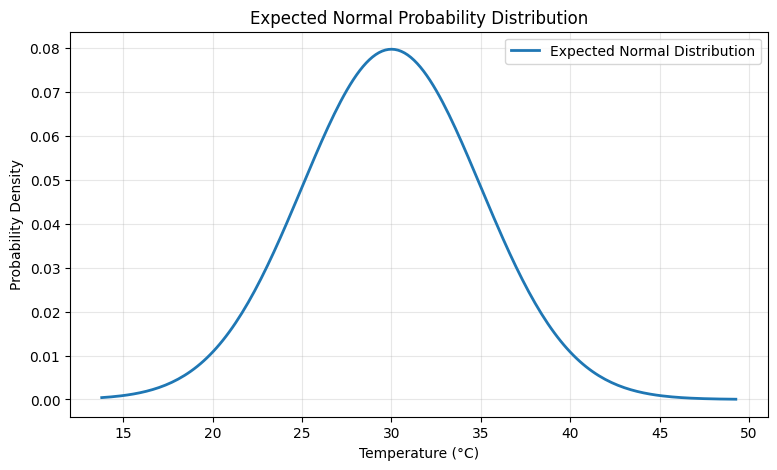 Expected Normal Probability Distribution
Expected Normal Distribution
Probability Density
0.08
0.07
0.06
0.05
0.04
0.03
0.02
0.01
0.00
15 20 25 30 35 40 45 50
Temperature (°C)